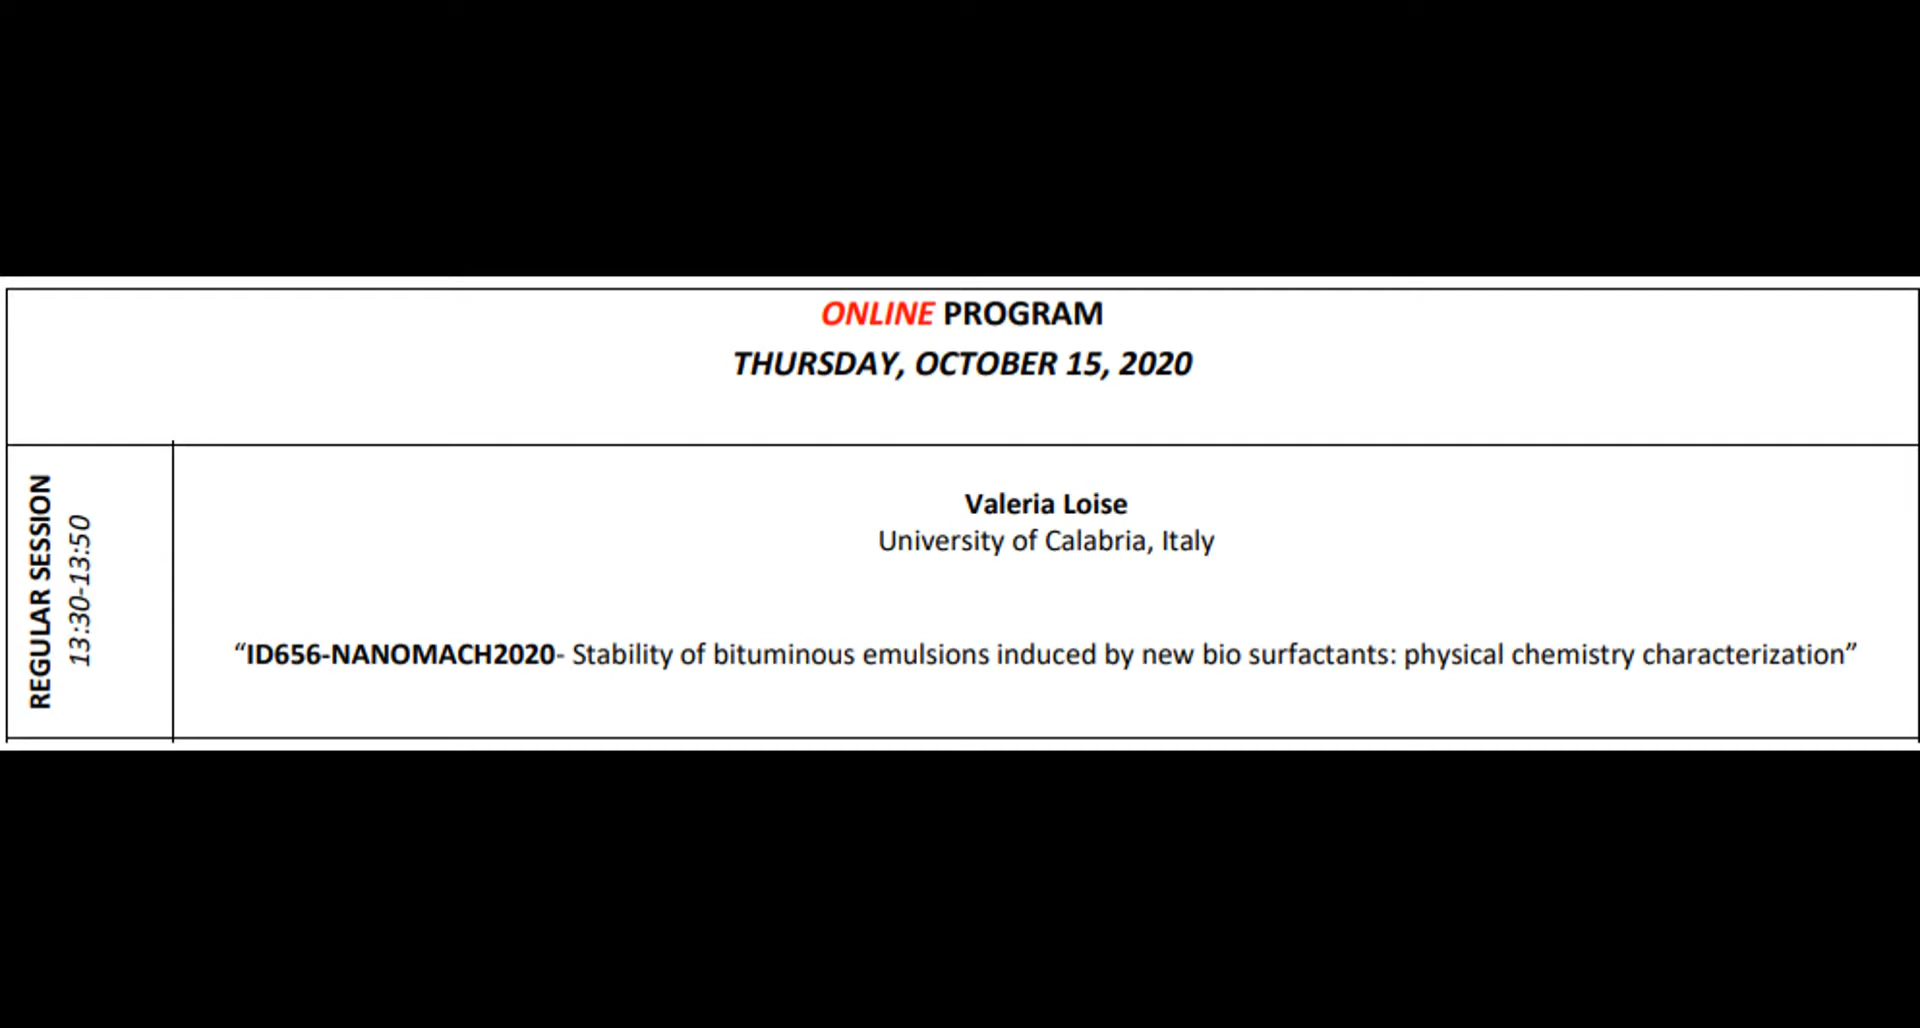 ONLINE PROGRAM
THURSDAY, OCTOBER 15, 2020
REGULAR SESSION
13:30-13:50
Valeria Loise
University of Calabria, Italy
“ID656-NANOMACH2020- Stability of bituminous emulsions induced by new bio surfactants: physical chemistry characterization”